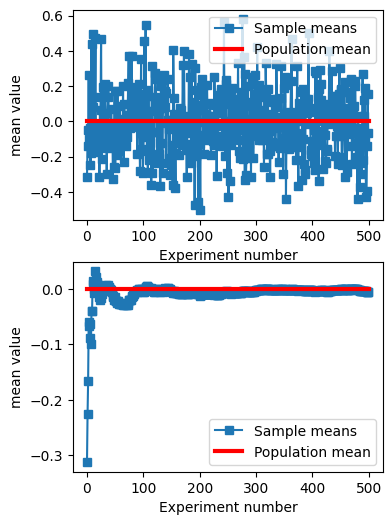 0.6
0.4
0.2
0.0
−0.2
−0.4
mean value
Sample means
Population mean
0
100
200
300
400
500
Experiment number
0.0
−0.1
−0.2
−0.3
mean value
Sample means
Population mean
0
100
200
300
400
500
Experiment number